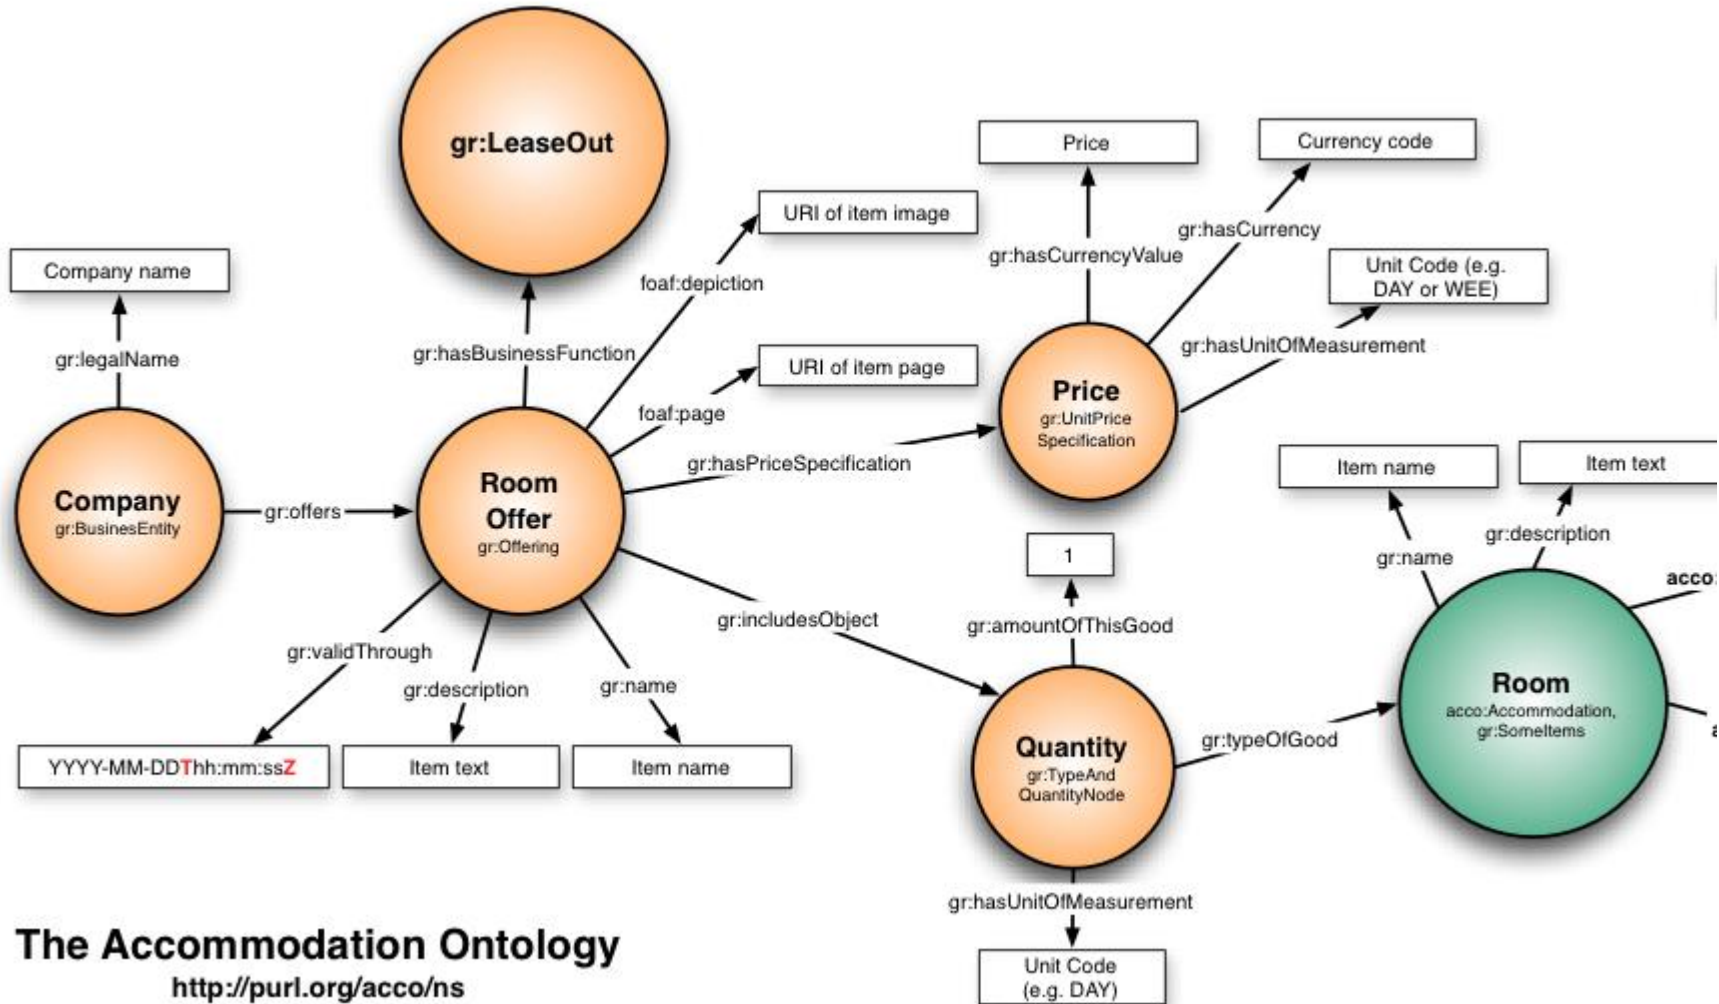 gr:LeaseOut
Price
Currency code
URI of item image
gr:hasCurrency
gr:hasCurrencyValue
Company name
Unit Code (e.g.
DAY or WEE)
foaf:depiction
gr:legalName
gr:hasBusinessFunction
gr:hasUnitOfMeasurement
URI of item page
foaf:page
Price
gr:UnitPrice
Specification
gr:hasPriceSpecification
Item name
Item text
Company
gr:BusinesEntity
gr:offers
Room
Offer
gr:Offering
1
gr:name
gr:description
acco:
gr:includesObject
gr:amountOfThisGood
gr:validThrough
gr:description
gr:name
Room
acco:Accommodation,
gr:SomeItems
YYYY-MM-DDThh:mm:ssZ
Item text
Item name
Quantity
gr:TypeAnd
QuantityNode
gr:typeOfGood
gr:hasUnitOfMeasurement
Unit Code
(e.g. DAY)
The Accommodation Ontology
http://purl.org/acco/ns